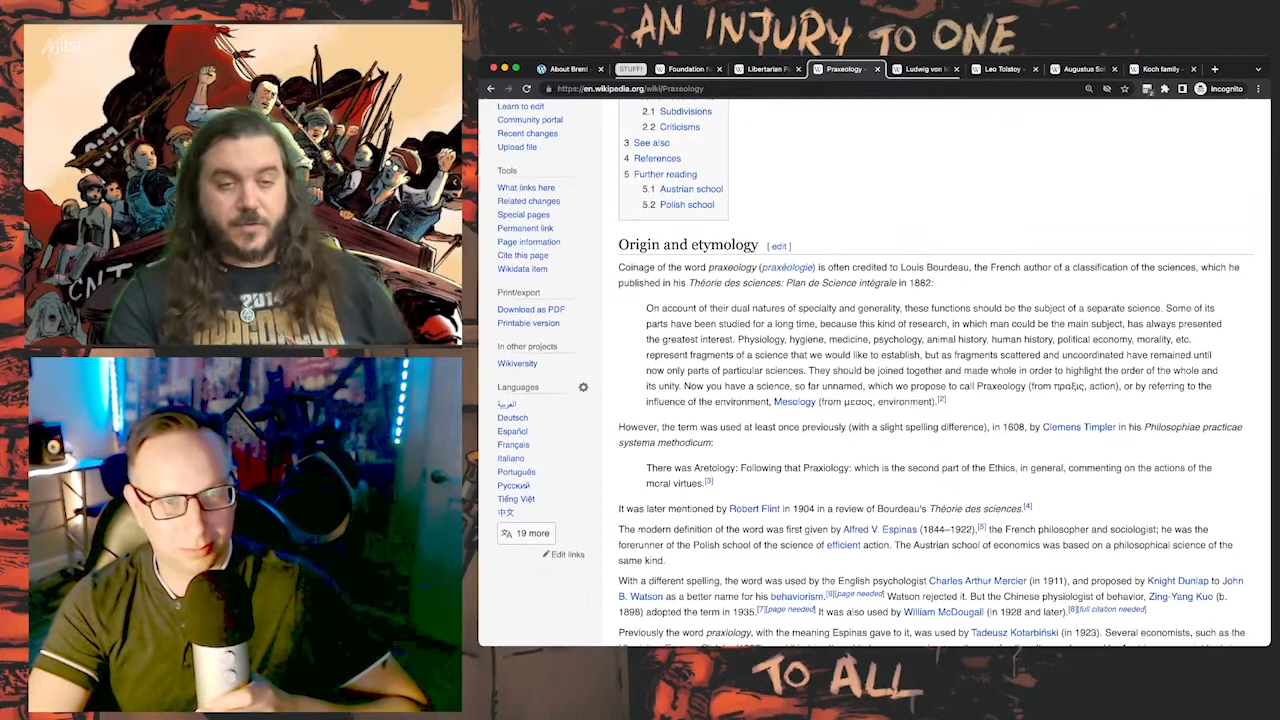 AN INJURY TO ONE
Jitsi
About Brent
STUFF!
Foundation f
Libertarian P
Praxeology -
Ludwig von M
Leo Tolstoy -
Augustus So
Koch family -
https://en.wikipedia.org/wiki/Praxeology
Incognito
Learn to edit
Community portal
Recent changes
Upload file
Tools
What links here
Related changes
Special pages
Permanent link
Page information
Cite this page
Wikidata item
Print/export
Download as PDF
Printable version
In other projects
Wikiversity
Languages
العربية
Deutsch
Español
Français
Italiano
Português
Русский
Tiếng Việt
中文
19 more
Edit links
2.1 Subdivisions
2.2 Criticisms
3 See also
4 References
5 Further reading
5.1 Austrian school
5.2 Polish school
Origin and etymology [ edit ]
Coinage of the word praxeology (praxéologie) is often credited to Louis Bourdeau, the French author of a classification of the sciences, which he
published in his Théorie des sciences: Plan de Science intégrale in 1882:
On account of their dual natures of specialty and generality, these functions should be the subject of a separate science. Some of its
parts have been studied for a long time, because this kind of research, in which man could be the main subject, has always presented
the greatest interest. Physiology, hygiene, medicine, psychology, animal history, human history, political economy, morality, etc.
represent fragments of a science that we would like to establish, but as fragments scattered and uncoordinated have remained until
now only parts of particular sciences. They should be joined together and made whole in order to highlight the order of the whole and
its unity. Now you have a science, so far unnamed, which we propose to call Praxeology (from πραξις, action), or by referring to the
influence of the environment, Mesology (from μεσος, environment).[2]
However, the term was used at least once previously (with a slight spelling difference), in 1608, by Clemens Timpler in his Philosophiae practicae
systema methodicum:
There was Aretology: Following that Praxiology: which is the second part of the Ethics, in general, commenting on the actions of the
moral virtues.[3]
It was later mentioned by Robert Flint in 1904 in a review of Bourdeau's Théorie des sciences.[4]
The modern definition of the word was first given by Alfred V. Espinas (1844–1922),[5] the French philosopher and sociologist; he was the
forerunner of the Polish school of the science of efficient action. The Austrian school of economics was based on a philosophical science of the
same kind.
With a different spelling, the word was used by the English psychologist Charles Arthur Mercier (in 1911), and proposed by Knight Dunlap to John
B. Watson as a better name for his behaviorism.[6][page needed] Watson rejected it. But the Chinese physiologist of behavior, Zing-Yang Kuo (b.
1898) adopted the term in 1935.[7][page needed] It was also used by William McDougall (in 1928 and later).[8][full citation needed]
Previously the word praxiology, with the meaning Espinas gave to it, was used by Tadeusz Kotarbiński (in 1923). Several economists, such as the
CNT
TO ALL